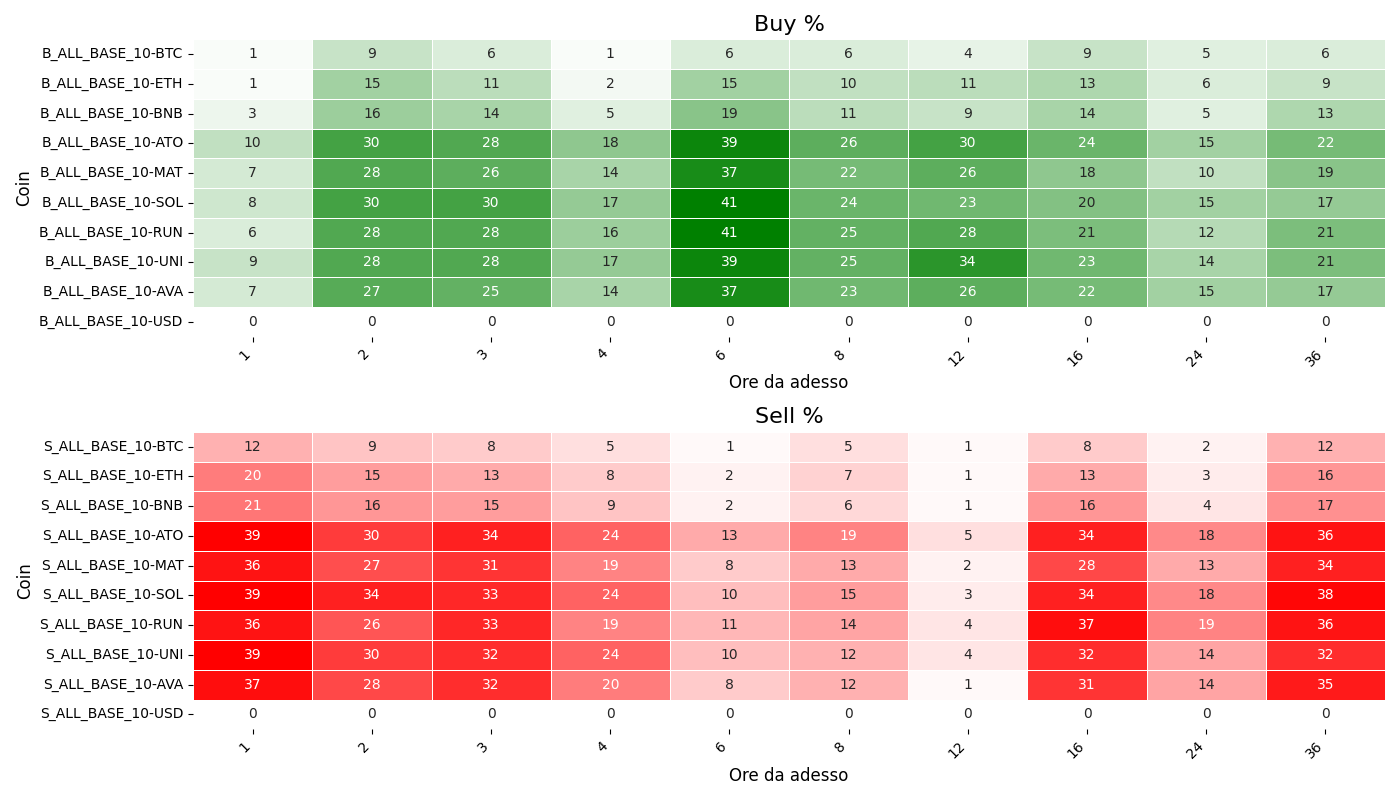 Buy %
Coin
B_ALL_BASE_10-BTC 1 9 6 1 6 6 4 9 5 6
B_ALL_BASE_10-ETH 1 15 11 2 15 10 11 13 6 9
B_ALL_BASE_10-BNB 3 16 14 5 19 11 9 14 5 13
B_ALL_BASE_10-ATO 10 30 28 18 39 26 30 24 15 22
B_ALL_BASE_10-MAT 7 28 26 14 37 22 26 18 10 19
B_ALL_BASE_10-SOL 8 30 30 17 41 24 23 20 15 17
B_ALL_BASE_10-RUN 6 28 28 16 41 25 28 21 12 21
B_ALL_BASE_10-UNI 9 28 28 17 39 25 34 23 14 21
B_ALL_BASE_10-AVA 7 27 25 14 37 23 26 22 15 17
B_ALL_BASE_10-USD 0 0 0 0 0 0 0 0 0 0
1 2 3 4 6 8 12 16 24 36
Ore da adesso
Sell %
Coin
S_ALL_BASE_10-BTC 12 9 8 5 1 5 1 8 2 12
S_ALL_BASE_10-ETH 20 15 13 8 2 7 1 13 3 16
S_ALL_BASE_10-BNB 21 16 15 9 2 6 1 16 4 17
S_ALL_BASE_10-ATO 39 30 34 24 13 19 5 34 18 36
S_ALL_BASE_10-MAT 36 27 31 19 8 13 2 28 13 34
S_ALL_BASE_10-SOL 39 34 33 24 10 15 3 34 18 38
S_ALL_BASE_10-RUN 36 26 33 19 11 14 4 37 19 36
S_ALL_BASE_10-UNI 39 30 32 24 10 12 4 32 14 32
S_ALL_BASE_10-AVA 37 28 32 20 8 12 1 31 14 35
S_ALL_BASE_10-USD 0 0 0 0 0 0 0 0 0 0
1 2 3 4 6 8 12 16 24 36
Ore da adesso